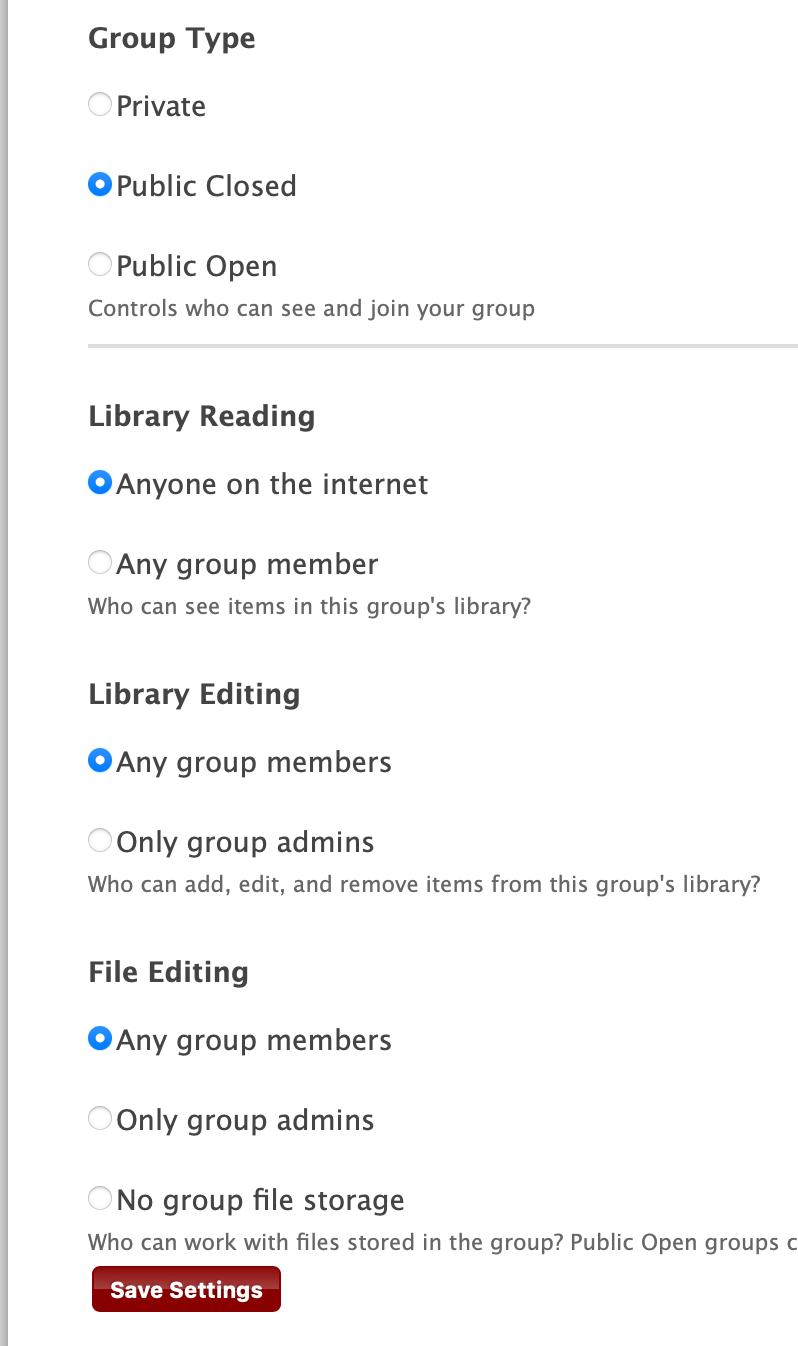 Group Type
Private
Public Closed
Public Open
Controls who can see and join your group
Library Reading
Anyone on the internet
Any group member
Who can see items in this group's library?
Library Editing
Any group members
Only group admins
Who can add, edit, and remove items from this group's library?
File Editing
Any group members
Only group admins
No group file storage
Who can work with files stored in the group? Public Open groups c
Save Settings